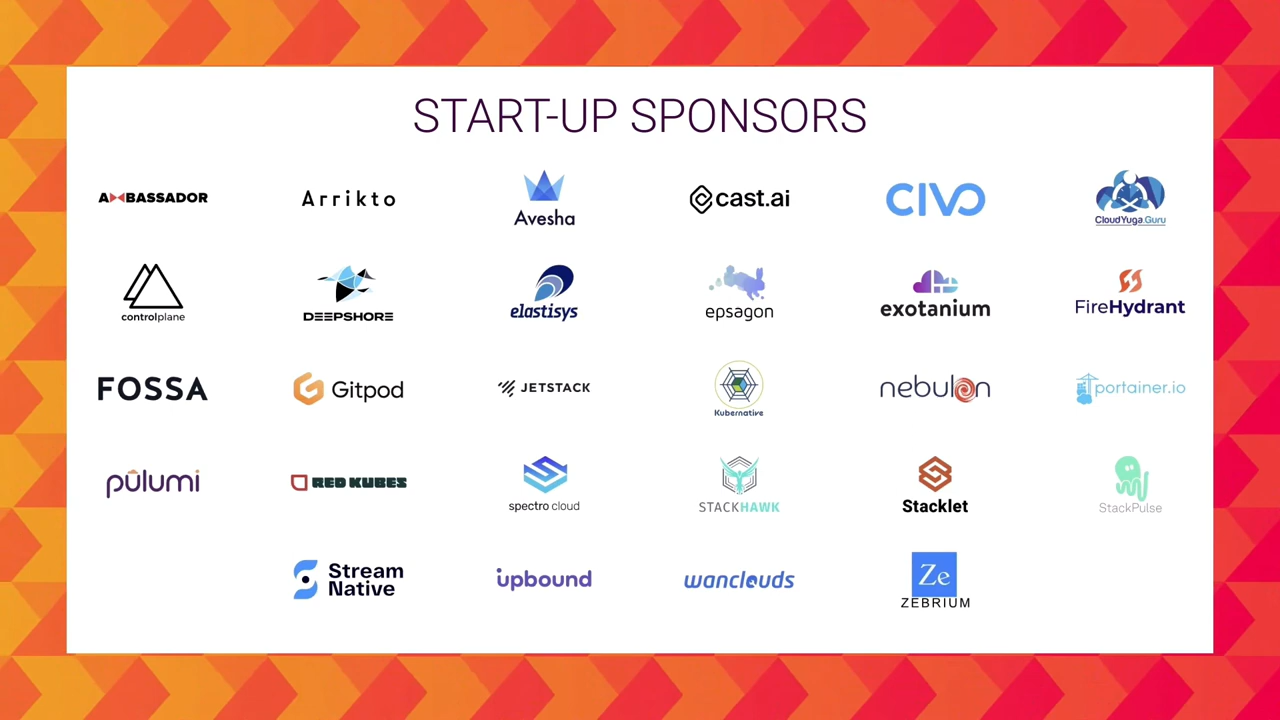 START-UP SPONSORS
AMBASSADOR
Arrikto
Avesha
cast.ai
CIVO
CloudYuga.Guru
controlplane
DEEPSHORE
elastisys
epsagon
exotanium
FireHydrant
FOSSA
Gitpod
JETSTACK
Kubernative
nebulon
portainer.io
pulumi
RED KUBES
spectro cloud
STACKHAWK
Stacklet
StackPulse
Stream
Native
upbound
wanclouds
Ze
ZEBRIUM